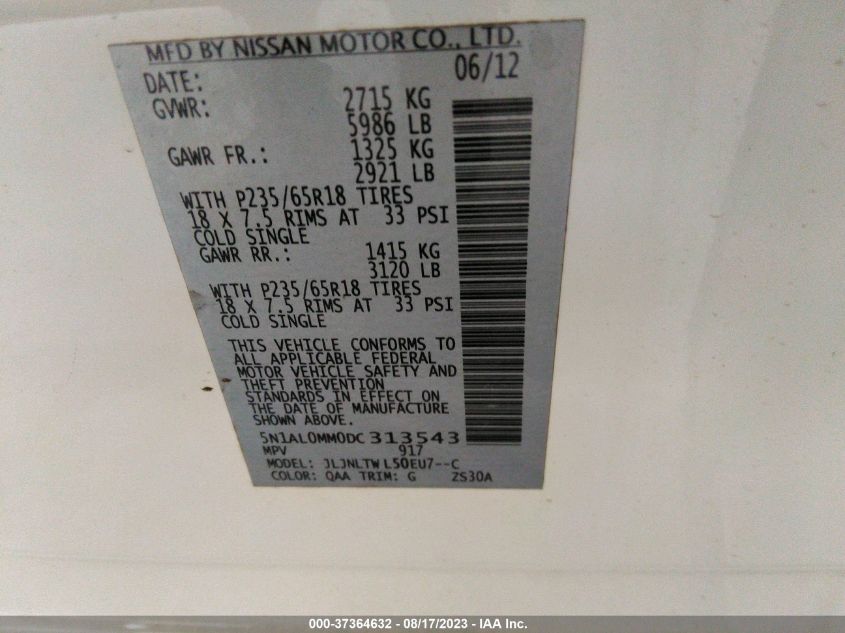 MFD BY NISSAN MOTOR CO., LTD.
DATE: 06/12
GVWR: 2715 KG
5986 LB
GAWR FR.: 1325 KG
2921 LB
WITH P235/65R18 TIRES
18 X 7.5 RIMS AT 33 PSI
COLD SINGLE
GAWR RR.: 1415 KG
3120 LB
WITH P235/65R18 TIRES
18 X 7.5 RIMS AT 33 PSI
COLD SINGLE
THIS VEHICLE CONFORMS TO
ALL APPLICABLE FEDERAL
MOTOR VEHICLE SAFETY AND
THEFT PREVENTION
STANDARDS IN EFFECT ON
THE DATE OF MANUFACTURE
SHOWN ABOVE.
5N1AL0MM0DC313543
MPV 917
MODEL: JLJNLTWL50EU7--C
COLOR: QAA TRIM: G ZS30A
000-37364632 - 08/17/2023 - IAA Inc.